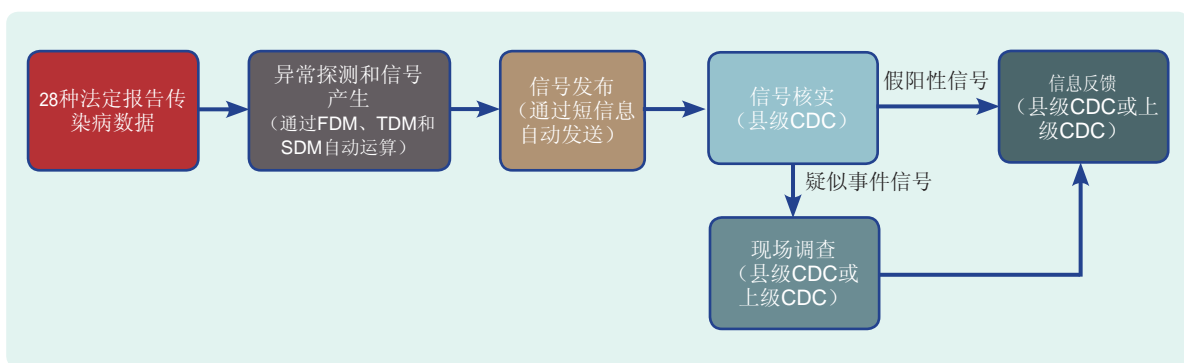 28种法定报告传
染病数据
异常探测和信号
产生
（通过FDM、TDM和
SDM自动运算）
信号发布
（通过短信息
自动发送）
信号核实
（县级CDC）
假阳性信号
信息反馈
（县级CDC或上
级CDC）
疑似事件信号
现场调查
（县级CDC或
上级CDC）